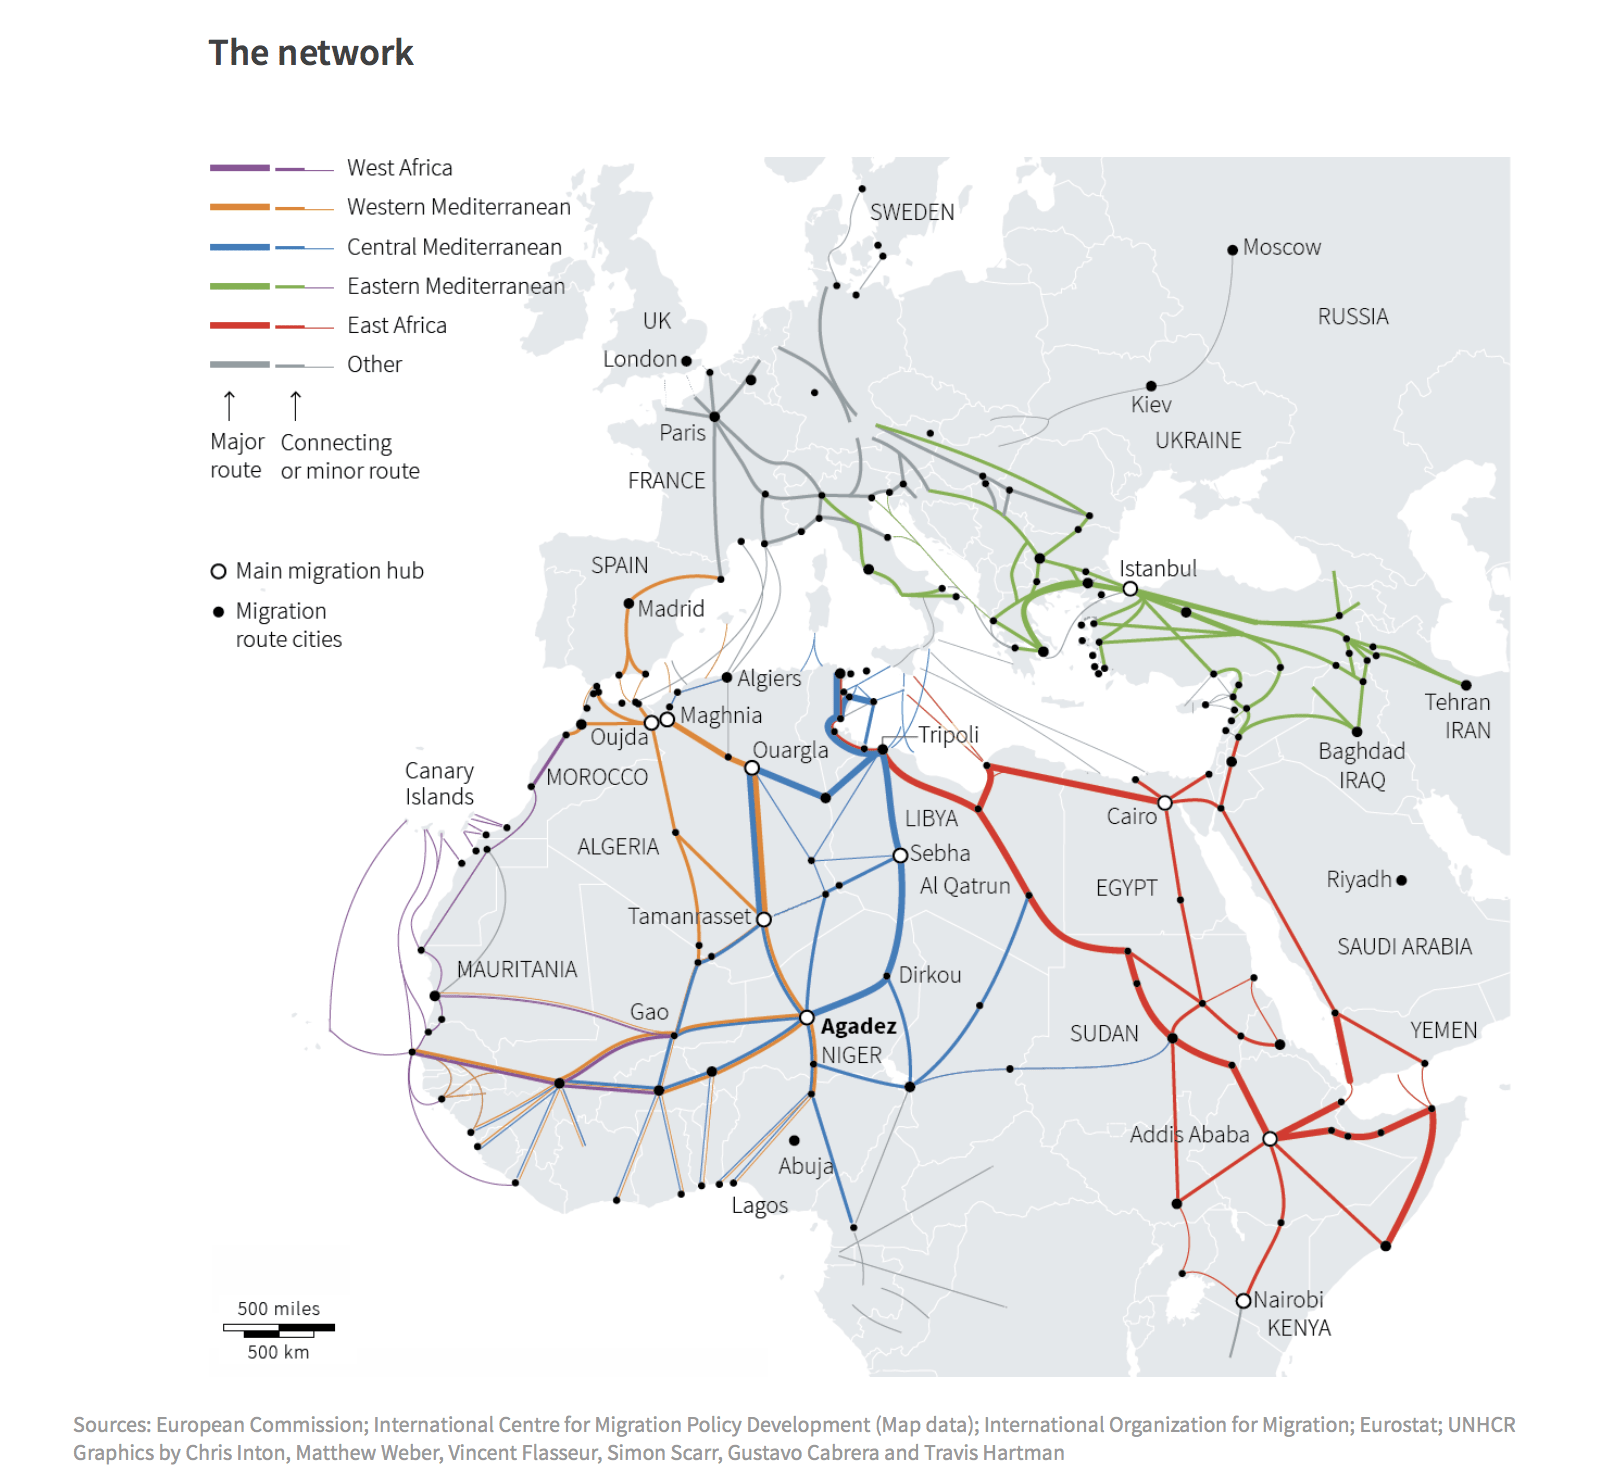 The network
West Africa
Western Mediterranean
Central Mediterranean
Eastern Mediterranean
East Africa
Other
Major
route
Connecting
or minor route
Main migration hub
Migration
route cities
SWEDEN
Moscow
RUSSIA
UK
London
Kiev
UKRAINE
Paris
FRANCE
SPAIN
Madrid
Istanbul
Algiers
Maghnia
Oujda
Ouargla
Tripoli
Tehran
IRAN
Baghdad
IRAQ
Canary
Islands
MOROCCO
ALGERIA
LIBYA
Cairo
Sebha
Al Qatrun
EGYPT
Riyadh
Tamanrasset
SAUDI ARABIA
MAURITANIA
Dirkou
Gao
Agadez
NIGER
SUDAN
YEMEN
Addis Ababa
Abuja
Lagos
Nairobi
KENYA
500 miles
500 km
Sources: European Commission; International Centre for Migration Policy Development (Map data); International Organization for Migration; Eurostat; UNHCR
Graphics by Chris Inton, Matthew Weber, Vincent Flasseur, Simon Scarr, Gustavo Cabrera and Travis Hartman